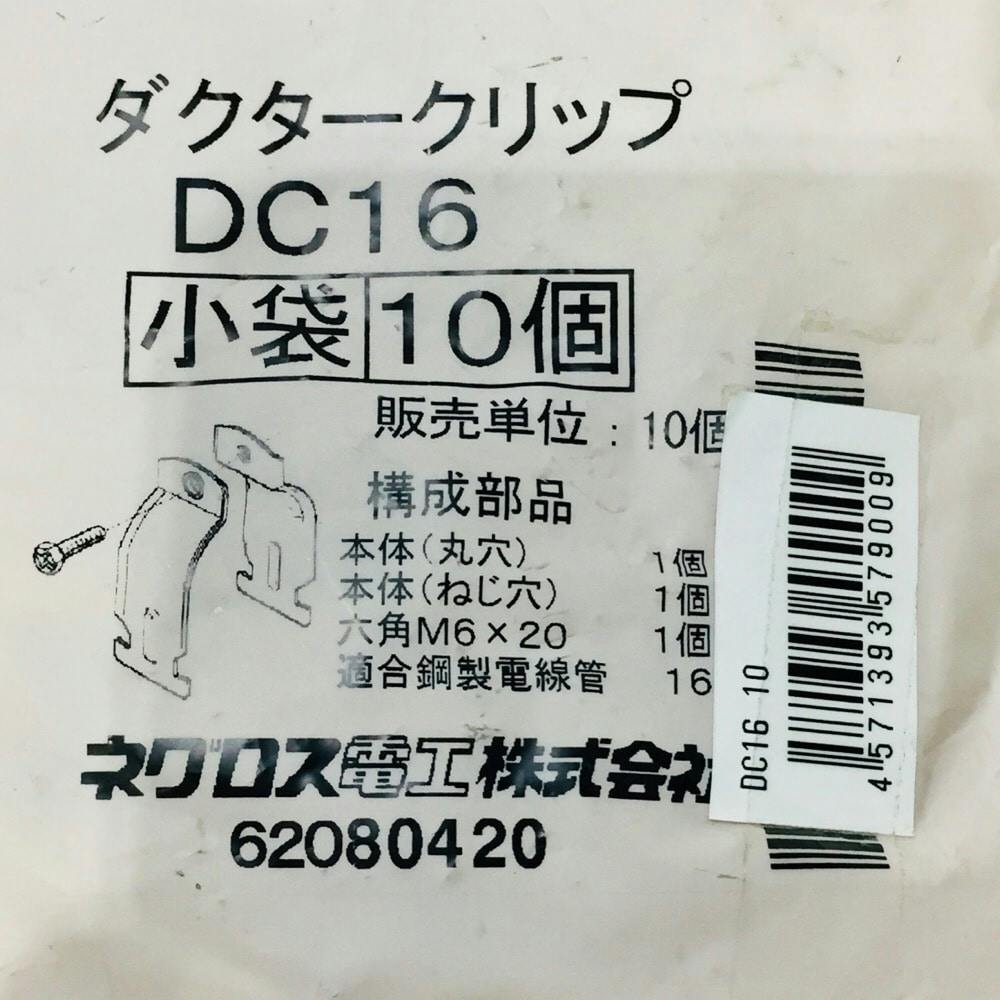 ダクタークリップ
DC16
小袋 10個
販売単位：10個
構成部品
本体(丸穴) 1個
本体(ねじ穴) 1個
六角M6×20 1個
適合鋼製電線管 16
ネグロス電工株式会社
62080420
DC16 10
4571393579009